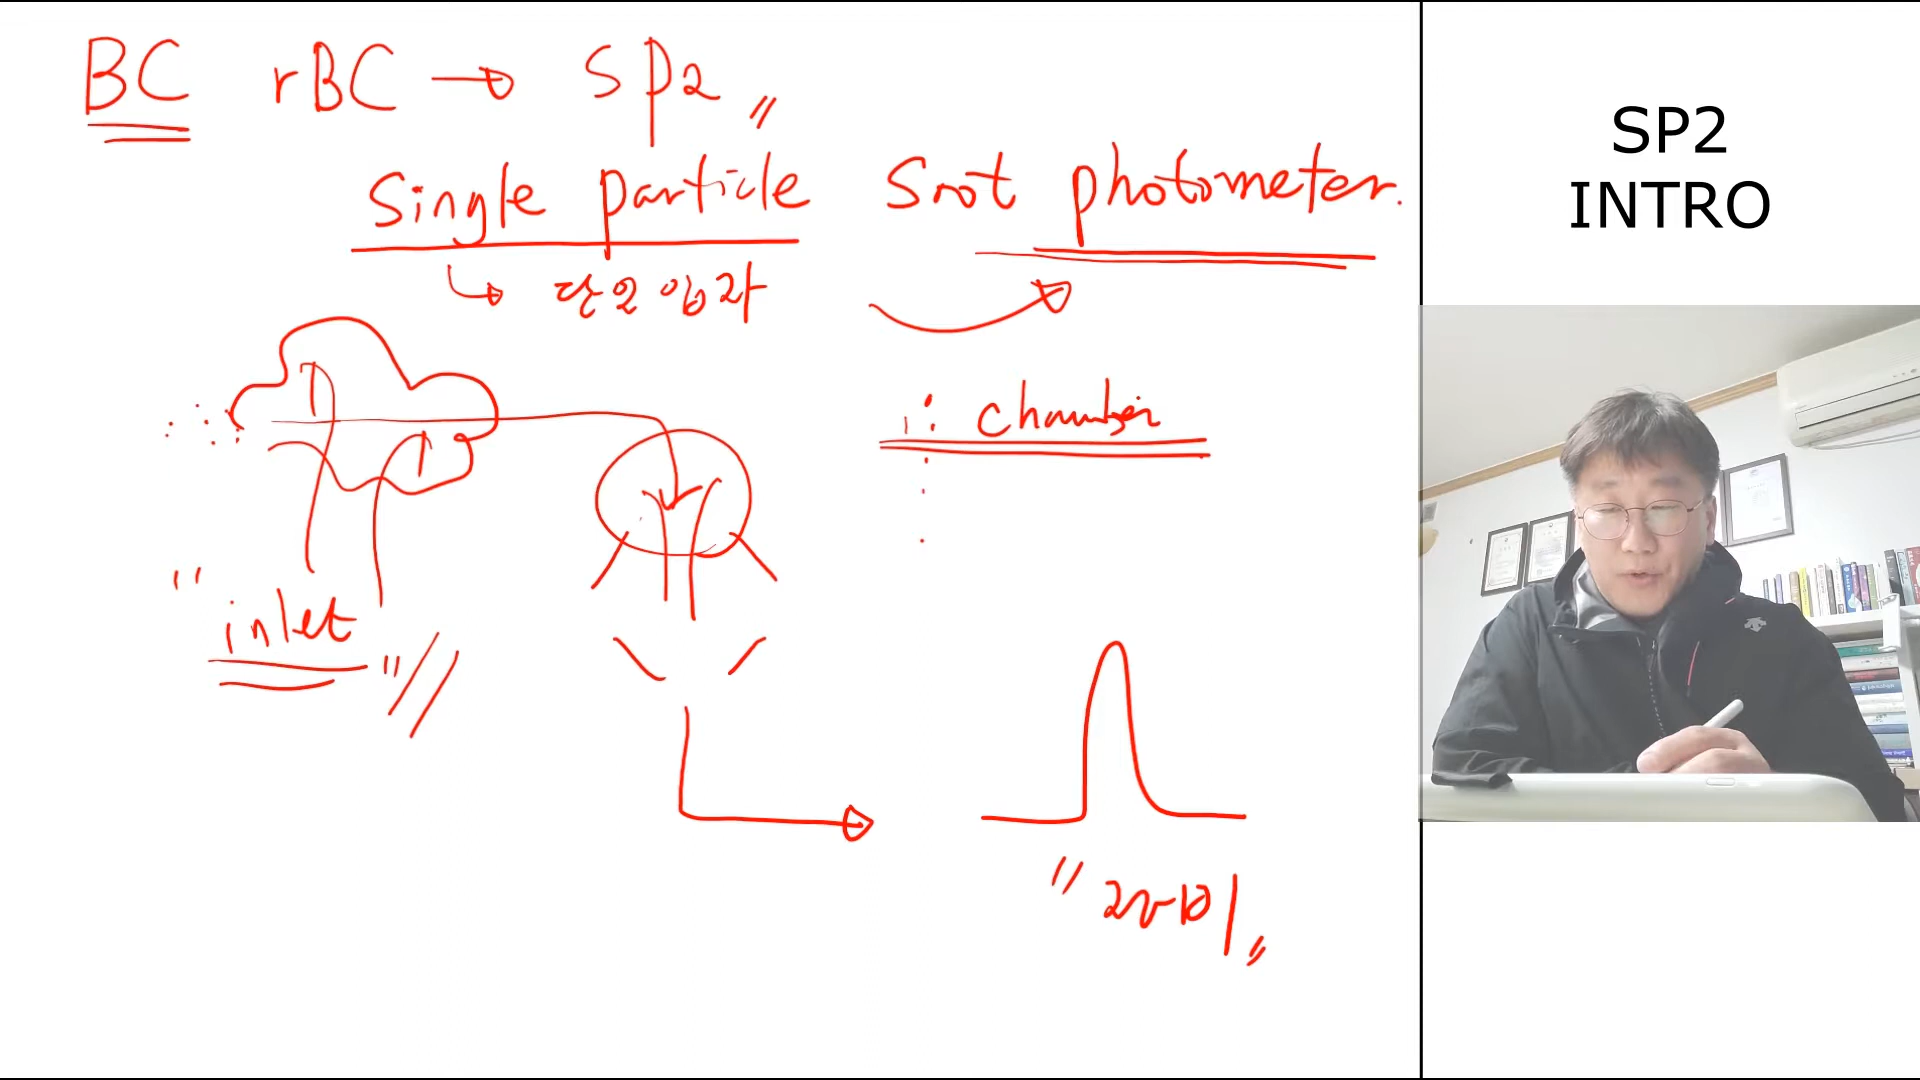 BC rBC → SP2 〃
Single particle Soot photometer.
↳ 단일 입자
chamber
" inlet "
SP2
INTRO